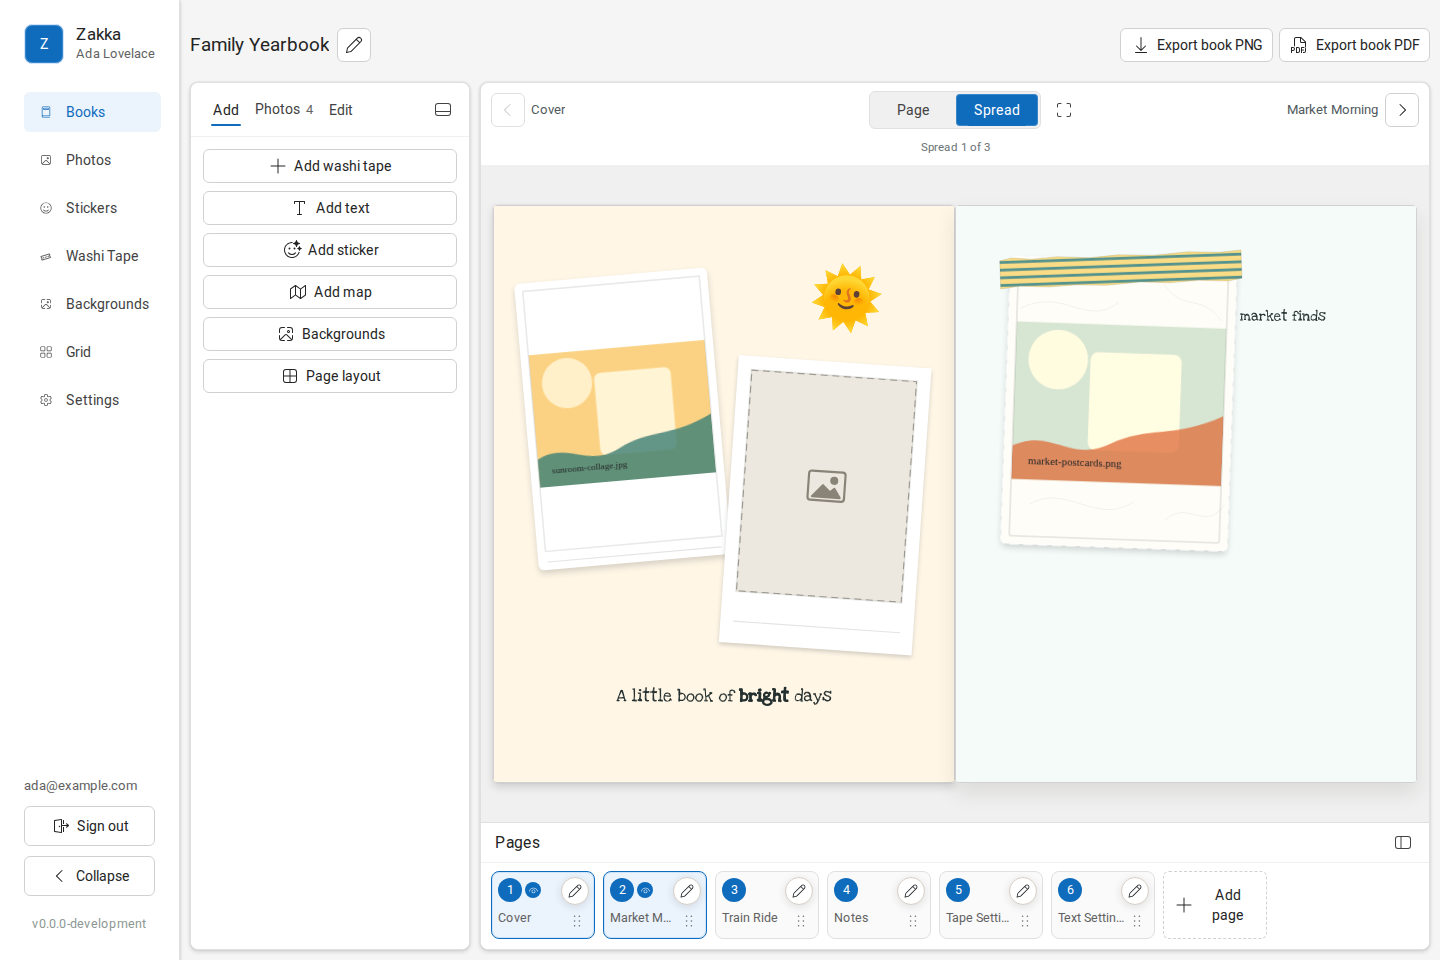 Z
Zakka
Ada Lovelace
Books
Photos
Stickers
Washi Tape
Backgrounds
Grid
Settings
ada@example.com
Sign out
Collapse
v0.0.0-development
Family Yearbook
Export book PNG
PDF
Export book PDF
Add
Photos 4
Edit
Add washi tape
Add text
Add sticker
Add map
Backgrounds
Page layout
Cover
Page
Spread
Market Morning
Spread 1 of 3
sunroom-collage.jpg
A little book of bright days
market finds
market-postcards.png
Pages
1
Cover
2
Market M...
3
Train Ride
4
Notes
5
Tape Setti...
6
Text Settin...
Add
page